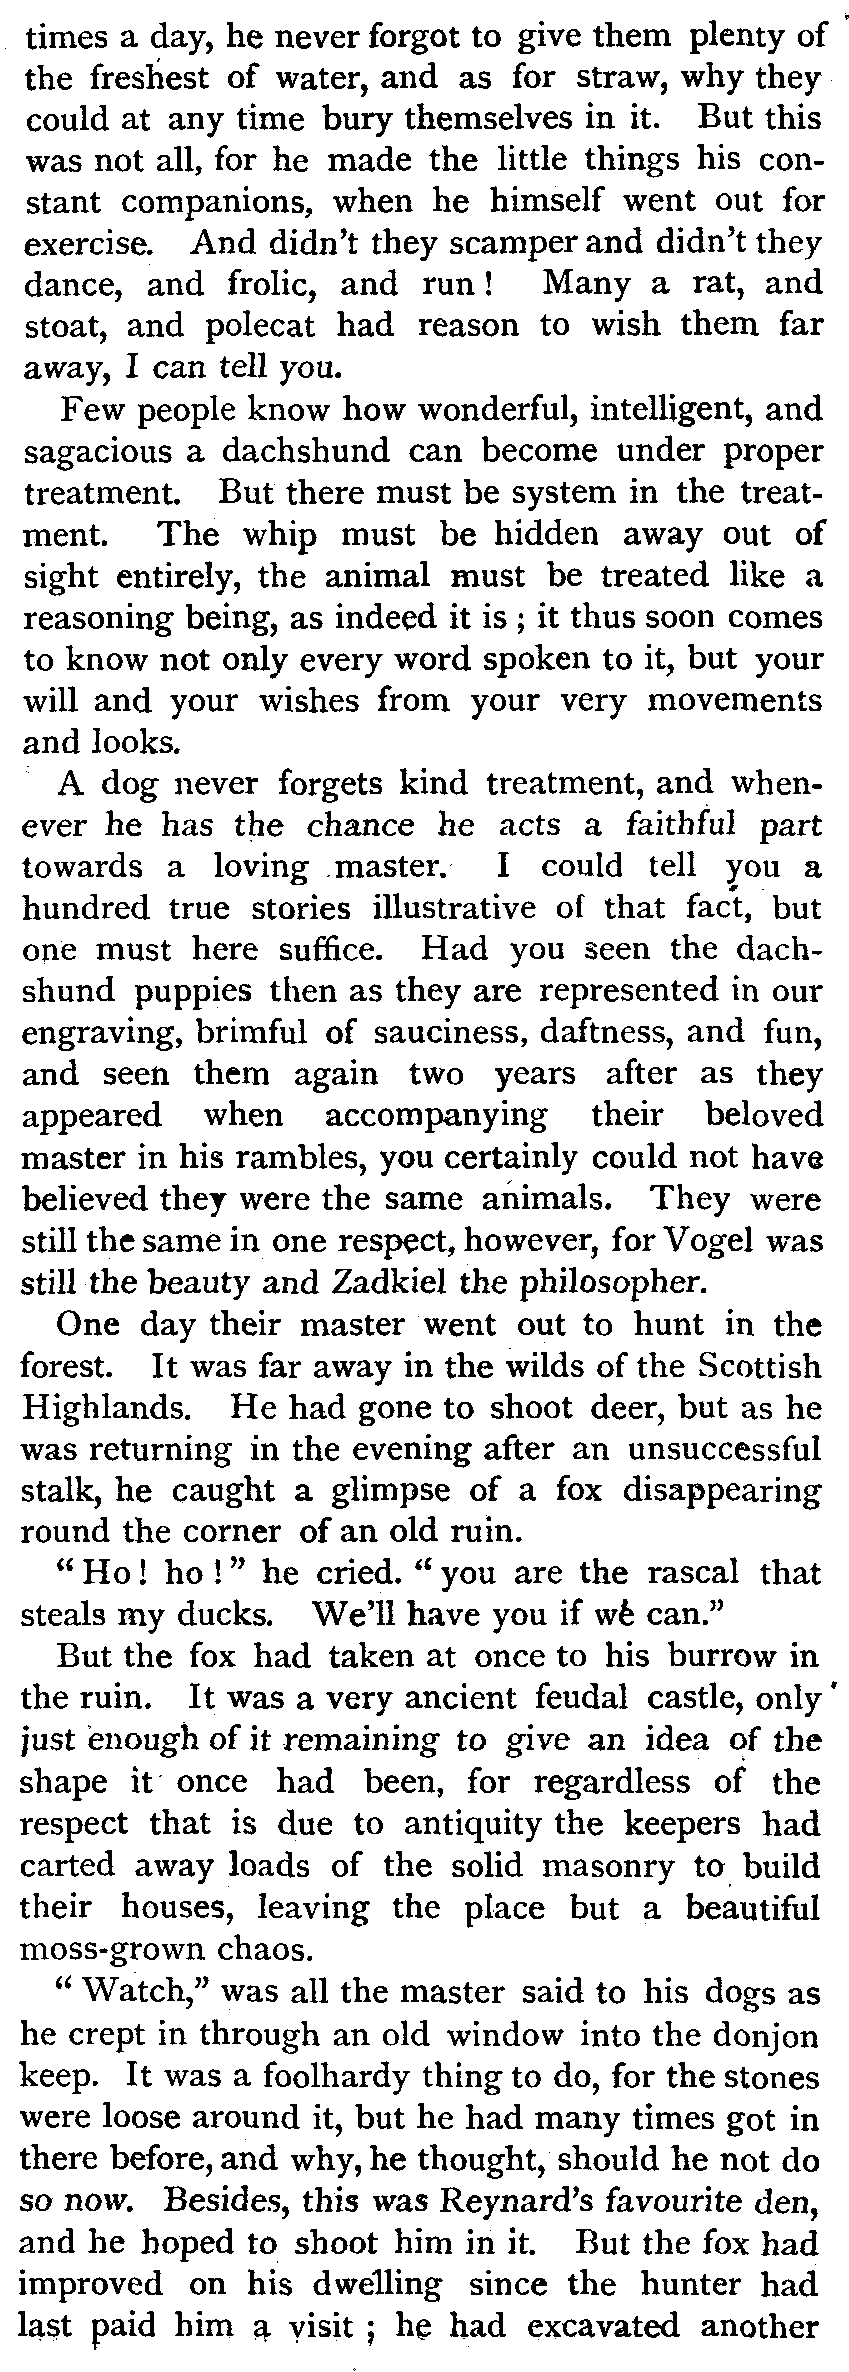 times a day, he never forgot to give them plenty of
the freshest of water, and as for straw, why they
could at any time bury themselves in it. But this
was not all, for he made the little things his con-
stant companions, when he himself went out for
exercise. And didn't they scamper and didn't they
dance, and frolic, and run! Many a rat, and
stoat, and polecat had reason to wish them far
away, I can tell you.
Few people know how wonderful, intelligent, and
sagacious a dachshund can become under proper
treatment. But there must be system in the treat-
ment. The whip must be hidden away out of
sight entirely, the animal must be treated like a
reasoning being, as indeed it is; it thus soon comes
to know not only every word spoken to it, but your
will and your wishes from your very movements
and looks.
A dog never forgets kind treatment, and when-
ever he has the chance he acts a faithful part
towards a loving master. I could tell you a
hundred true stories illustrative of that fact, but
one must here suffice. Had you seen the dach-
shund puppies then as they are represented in our
engraving, brimful of sauciness, daftness, and fun,
and seen them again two years after as they
appeared when accompanying their beloved
master in his rambles, you certainly could not have
believed they were the same animals. They were
still the same in one respect, however, for Vogel was
still the beauty and Zadkiel the philosopher.
One day their master went out to hunt in the
forest. It was far away in the wilds of the Scottish
Highlands. He had gone to shoot deer, but as he
was returning in the evening after an unsuccessful
stalk, he caught a glimpse of a fox disappearing
round the corner of an old ruin.
"Ho! ho!" he cried. "you are the rascal that
steals my ducks. We'll have you if we can."
But the fox had taken at once to his burrow in
the ruin. It was a very ancient feudal castle, only
just enough of it remaining to give an idea of the
shape it once had been, for regardless of the
respect that is due to antiquity the keepers had
carted away loads of the solid masonry to build
their houses, leaving the place but a beautiful
moss-grown chaos.
"Watch," was all the master said to his dogs as
he crept in through an old window into the donjon
keep. It was a foolhardy thing to do, for the stones
were loose around it, but he had many times got in
there before, and why, he thought, should he not do
so now. Besides, this was Reynard's favourite den,
and he hoped to shoot him in it. But the fox had
improved on his dwelling since the hunter had
last paid him a visit; he had excavated another